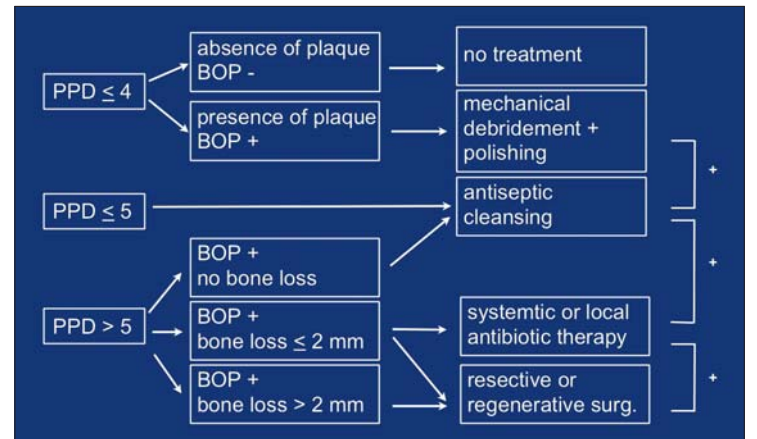 absence of plaque
BOP -
no treatment
PPD ≤ 4
presence of plaque
BOP +
mechanical
debridement +
polishing
+
PPD ≤ 5
antiseptic
cleansing
BOP +
no bone loss
+
PPD > 5
BOP +
bone loss ≤ 2 mm
systemtic or local
antibiotic therapy
BOP +
bone loss > 2 mm
resective or
regenerative surg.
+